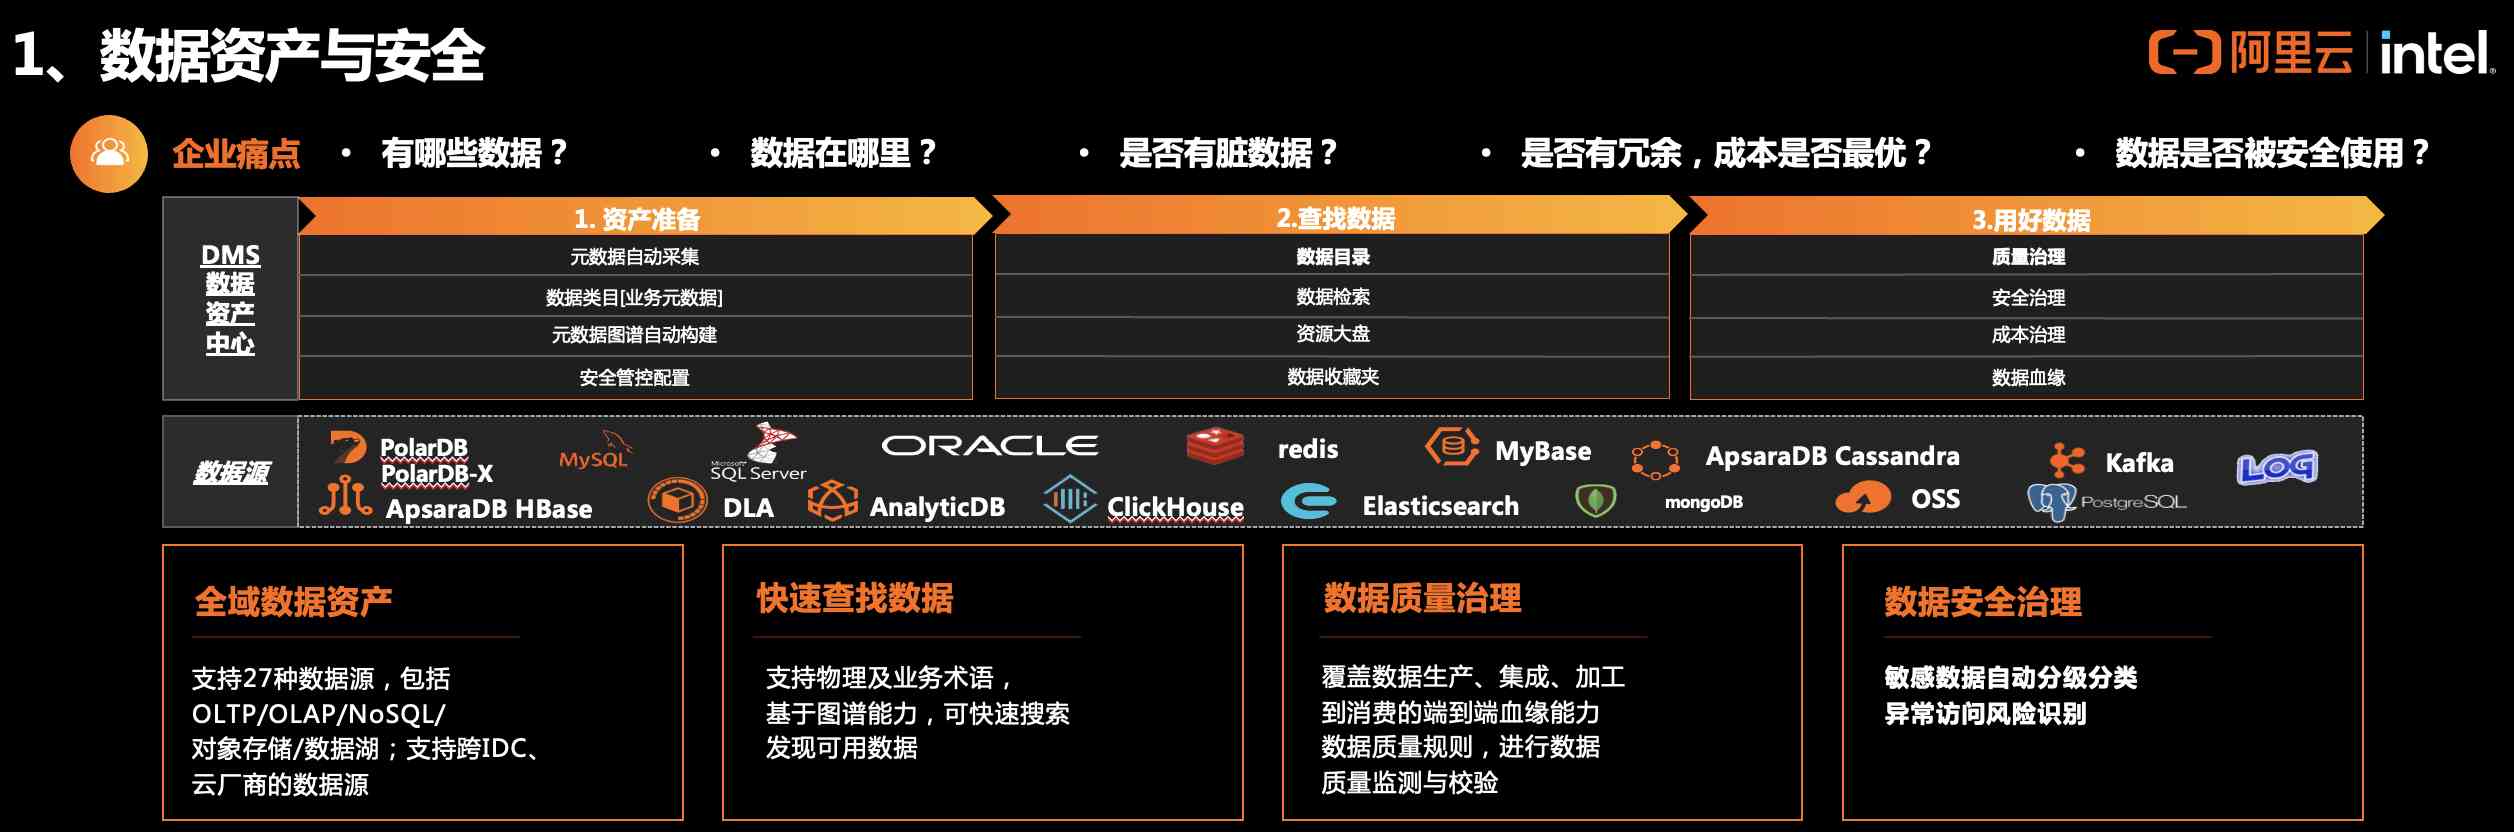 1、数据资产与安全
阿里云 intel®
企业痛点 • 有哪些数据？ • 数据在哪里？ • 是否有脏数据？ • 是否有冗余，成本是否最优？ • 数据是否被安全使用？
DMS
数据
资产
中心
1. 资产准备
元数据自动采集
数据类目[业务元数据]
元数据图谱自动构建
安全管控配置
2.查找数据
数据目录
数据检索
资源大盘
数据收藏夹
3.用好数据
质量治理
安全治理
成本治理
数据血缘
数据源
PolarDB
PolarDB-X
MySQL
Microsoft
SQL Server
ORACLE
redis
MyBase
ApsaraDB Cassandra
Kafka
LOG
ApsaraDB HBase
DLA
AnalyticDB
ClickHouse
Elasticsearch
mongoDB
OSS
PostgreSQL
全域数据资产
支持27种数据源，包括
OLTP/OLAP/NoSQL/
对象存储/数据湖；支持跨IDC、
云厂商的数据源
快速查找数据
支持物理及业务术语，
基于图谱能力，可快速搜索
发现可用数据
数据质量治理
覆盖数据生产、集成、加工
到消费的端到端血缘能力
数据质量规则，进行数据
质量监测与校验
数据安全治理
敏感数据自动分级分类
异常访问风险识别